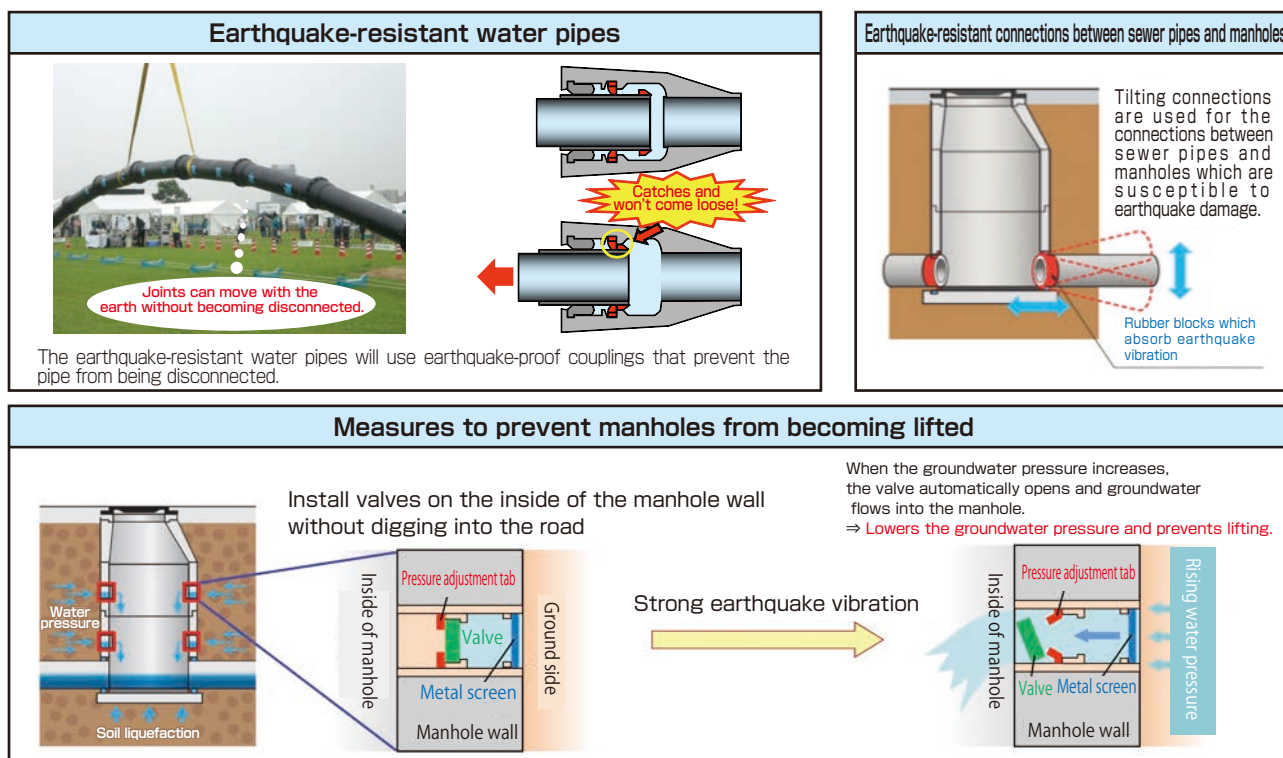 Earthquake-resistant water pipes
Joints can move with the
earth without becoming disconnected.
Catches and
won't come loose!
The earthquake-resistant water pipes will use earthquake-proof couplings that prevent the
pipe from being disconnected.
Earthquake-resistant connections between sewer pipes and manholes
Tilting connections
are used for the
connections between
sewer pipes and
manholes which are
susceptible to
earthquake damage.
Rubber blocks which
absorb earthquake
vibration
Measures to prevent manholes from becoming lifted
Water
pressure
Soil liquefaction
Install valves on the inside of the manhole wall
without digging into the road
Inside of manhole
Pressure adjustment tab
Valve
Metal screen
Manhole wall
Ground side
Strong earthquake vibration
When the groundwater pressure increases,
the valve automatically opens and groundwater
flows into the manhole.
⇒ Lowers the groundwater pressure and prevents lifting.
Inside of manhole
Pressure adjustment tab
Valve
Metal screen
Manhole wall
Rising water pressure